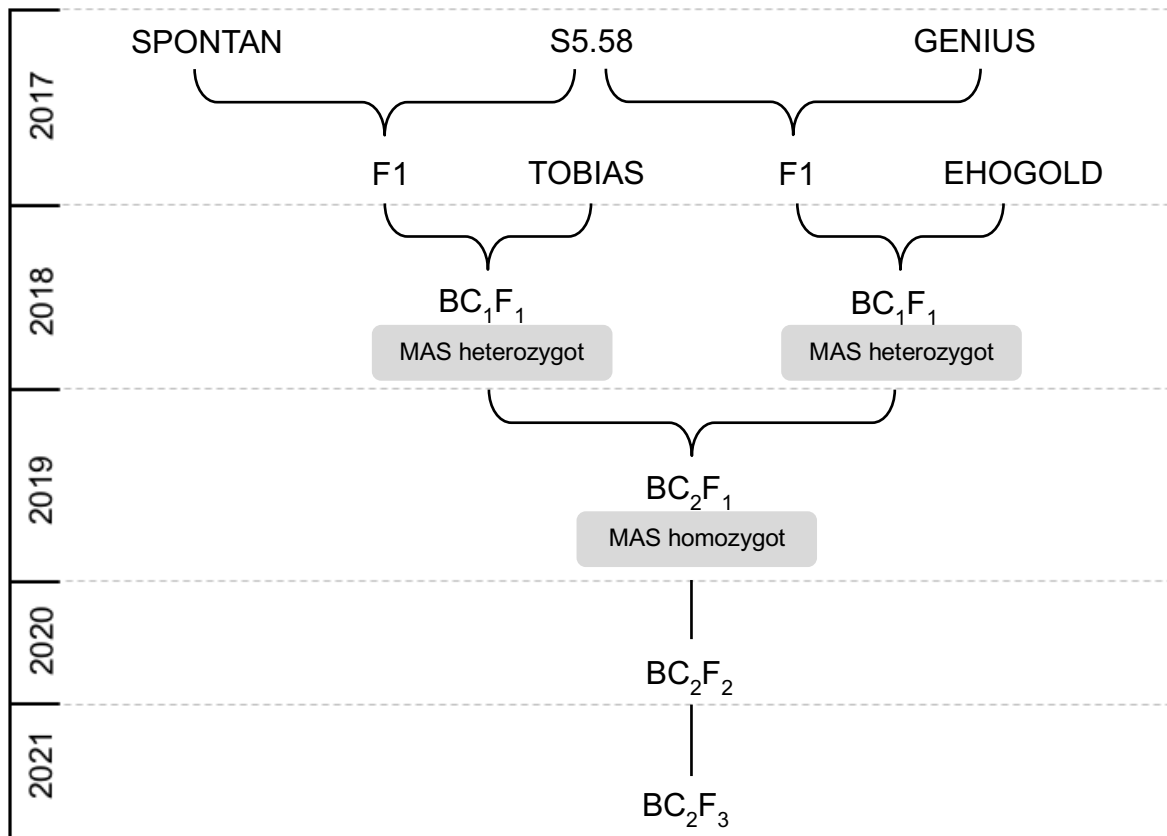 2017
SPONTAN S5.58 GENIUS
F1 TOBIAS F1 EHOGOLD
2018
BC₁F₁ BC₁F₁
MAS heterozygot MAS heterozygot
2019
BC₂F₁
MAS homozygot
2020
BC₂F₂
2021
BC₂F₃